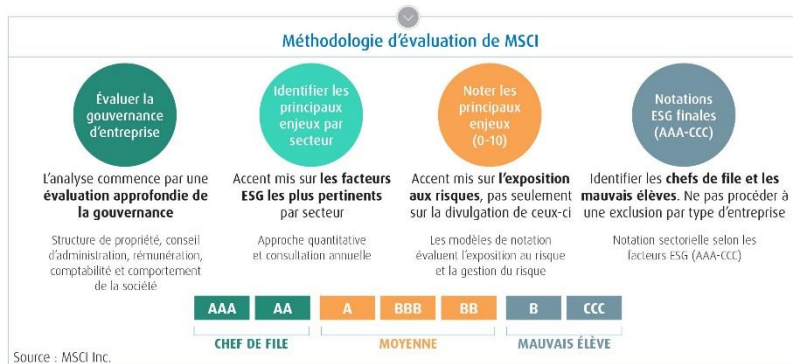 Méthodologie d'évaluation de MSCI
Évaluer la
gouvernance
d'entreprise
L'analyse commence par une
évaluation approfondie de
la gouvernance
Structure de propriété, conseil
d'administration, rémunération,
comptabilité et comportement
de la société
Identifier les
principaux
enjeux par
secteur
Accent mis sur les facteurs
ESG les plus pertinents
par secteur
Approche quantitative
et consultation annuelle
Noter les
principaux
enjeux
(0-10)
Accent mis sur l'exposition
aux risques, pas seulement
sur la divulgation de ceux-ci
Les modèles de notation
évaluent l'exposition au risque
et la gestion du risque
Notations
ESG finales
(AAA-CCC)
Identifier les chefs de file et les
mauvais élèves. Ne pas procéder à
une exclusion par type d'entreprise
Notation sectorielle selon les
facteurs ESG (AAA-CCC)
AAA AA A BBB BB B CCC
CHEF DE FILE MOYENNE MAUVAIS ÉLÈVE
Source : MSCI Inc.